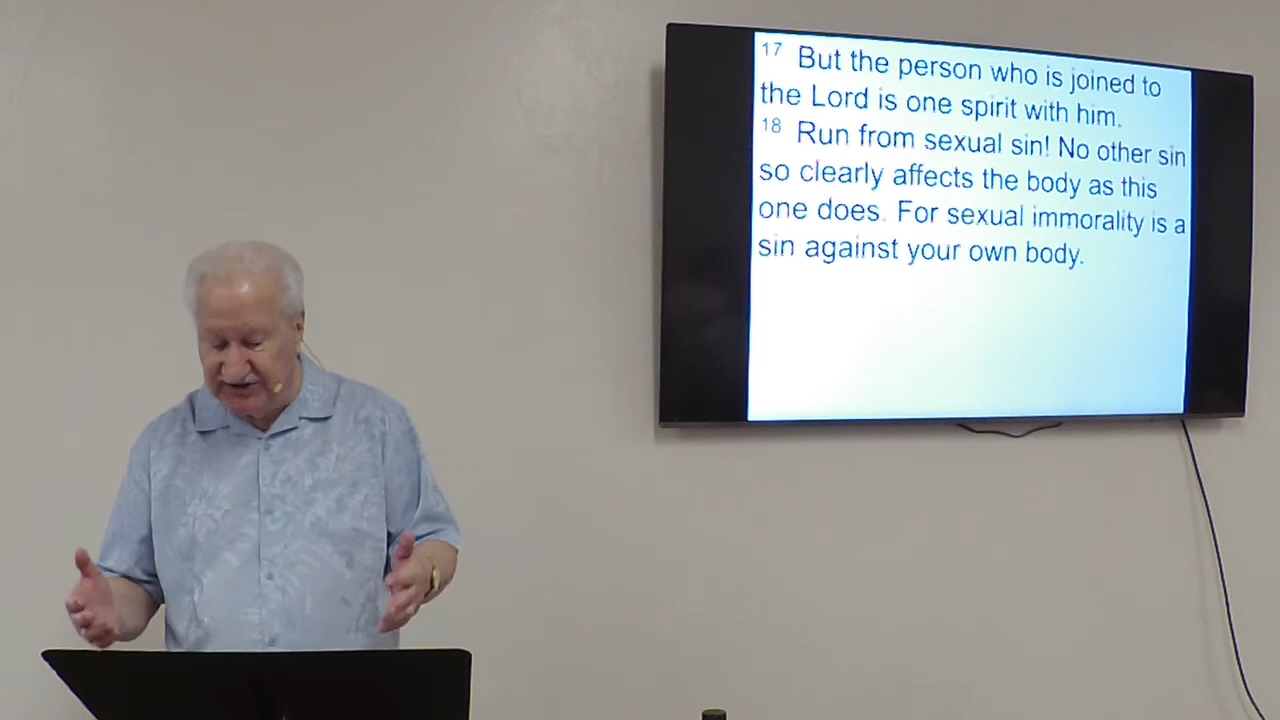 17 But the person who is joined to
the Lord is one spirit with him.
18 Run from sexual sin! No other sin
so clearly affects the body as this
one does. For sexual immorality is a
sin against your own body.